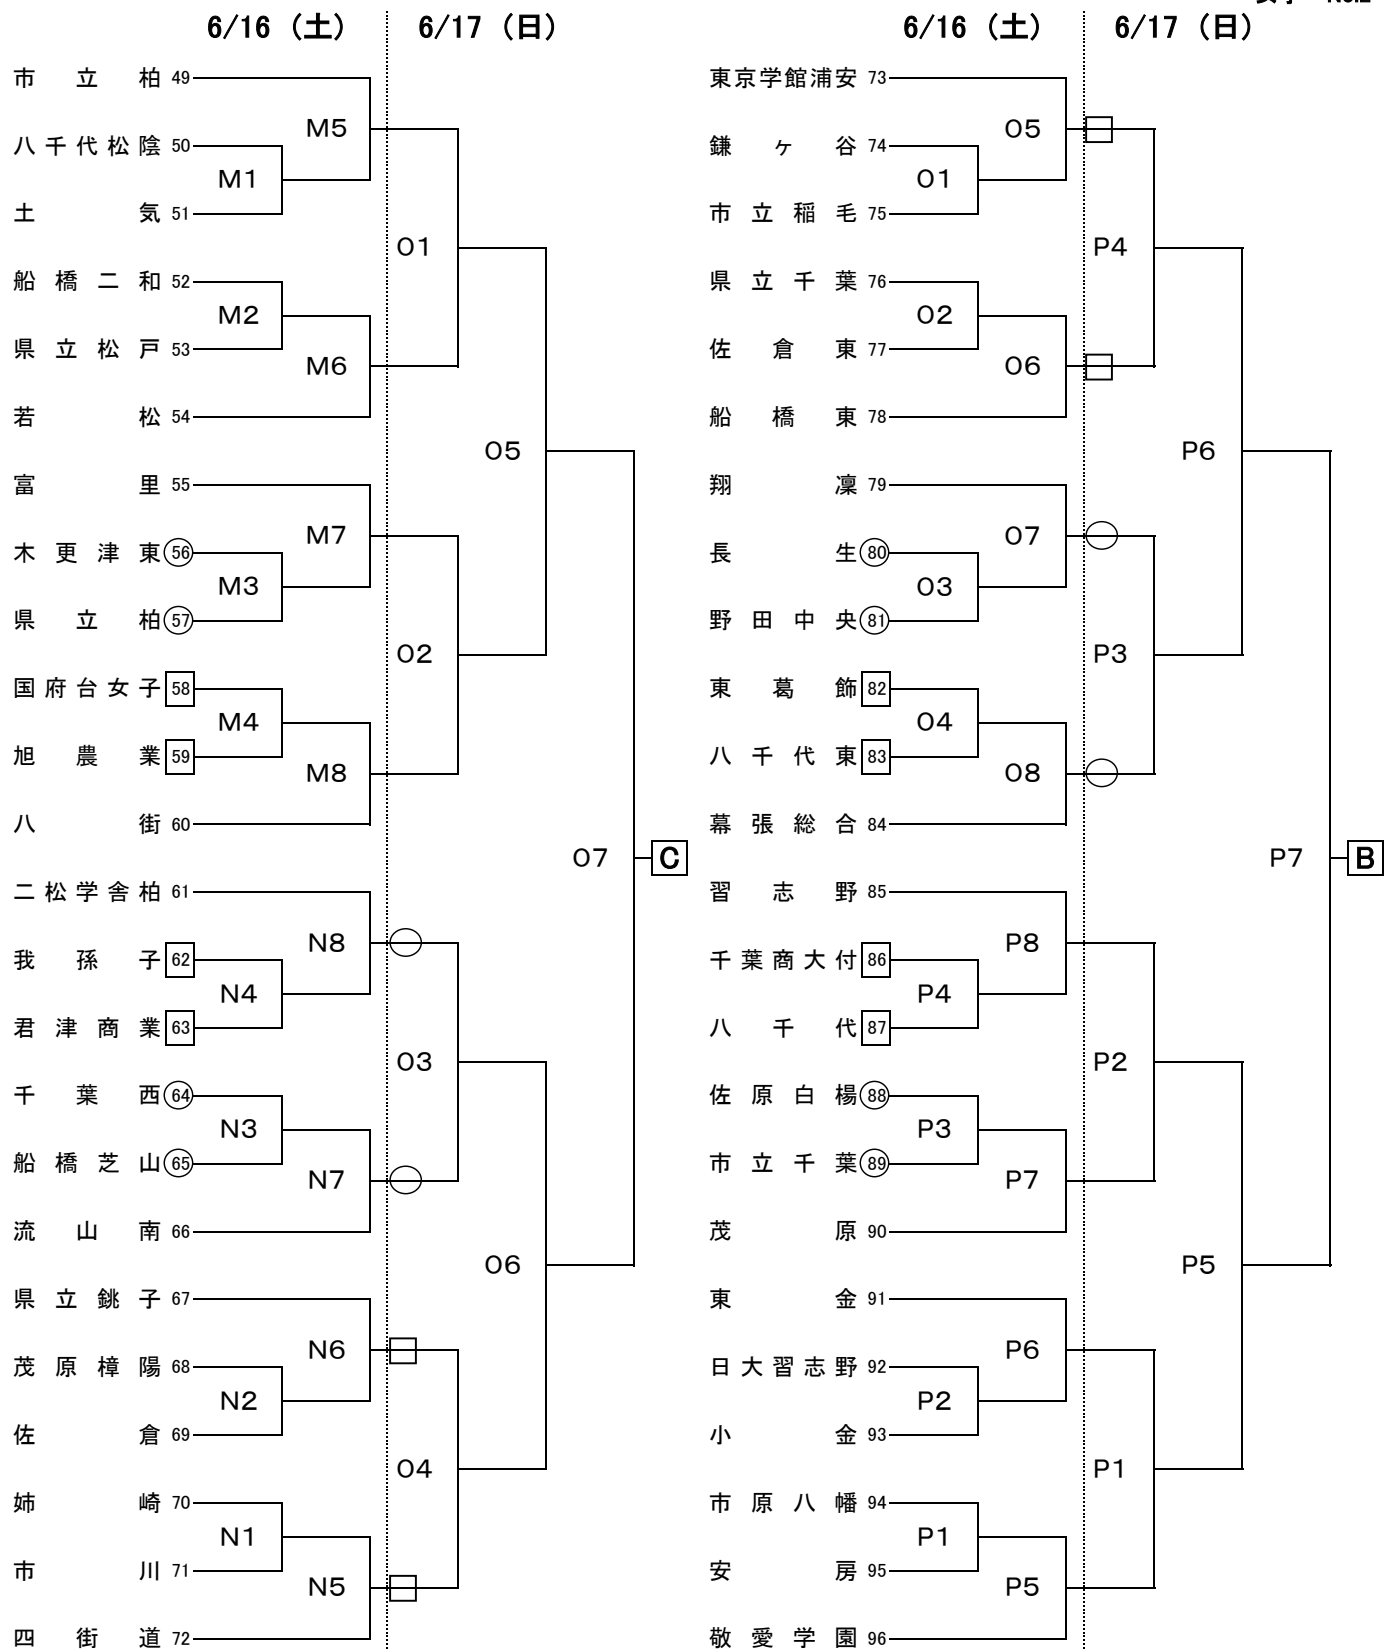 6/16 (土) 6/17 (日) 6/16 (土) 6/17 (日)
市立柏 49 東京学館浦安 73
M5 O5
八千代松陰 50 鎌ヶ谷 74
M1 O1
土気 51 市立稲毛 75
O1 P4
船橋二和 52 県立千葉 76
M2 O2
県立松戸 53 佐倉東 77
M6 O6
若松 54 船橋東 78
O5 P6
富里 55 翔凜 79
M7 O7
木更津東 56 長生 80
M3 O3
県立柏 57 野田中央 81
O2 P3
国府台女子 58 東葛飾 82
M4 O4
旭農業 59 八千代東 83
M8 O8
八街 60 幕張総合 84
O7 C P7 B
二松学舎柏 61 習志野 85
N8 P8
我孫子 62 千葉商大付 86
N4 P4
君津商業 63 八千代 87
O3 P2
千葉西 64 佐原白楊 88
N3 P3
船橋芝山 65 市立千葉 89
N7 P7
流山南 66 茂原 90
O6 P5
県立銚子 67 東金 91
N6 P6
茂原樟陽 68 日大習志野 92
N2 P2
佐倉 69 小金 93
O4 P1
姉崎 70 市原八幡 94
N1 P1
市川 71 安房 95
N5 P5
四街道 72 敬愛学園 96